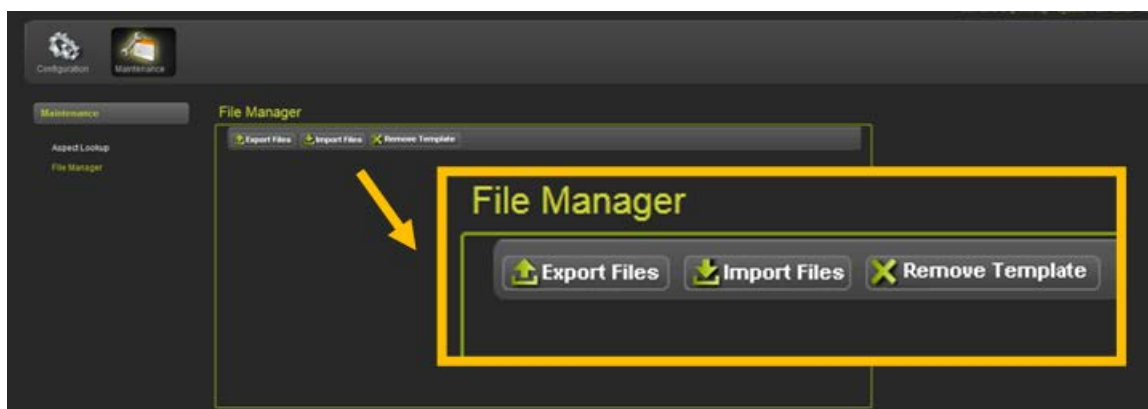 Configuration
Maintenance
Maintenance
Aspect Lookup
File Manager
File Manager
Export Files Import Files Remove Template
File Manager
Export Files Import Files Remove Template